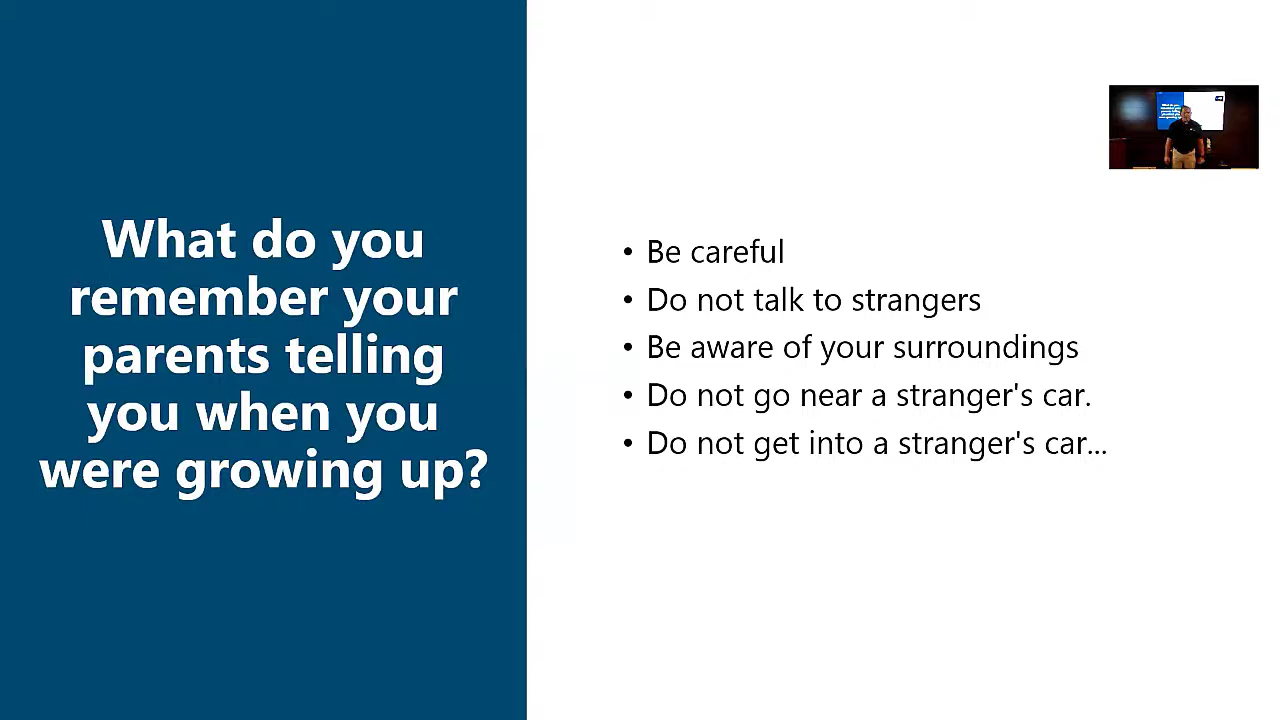 What do you
remember your
parents telling
you when you
were growing up?
• Be careful
• Do not talk to strangers
• Be aware of your surroundings
• Do not go near a stranger's car.
• Do not get into a stranger's car...